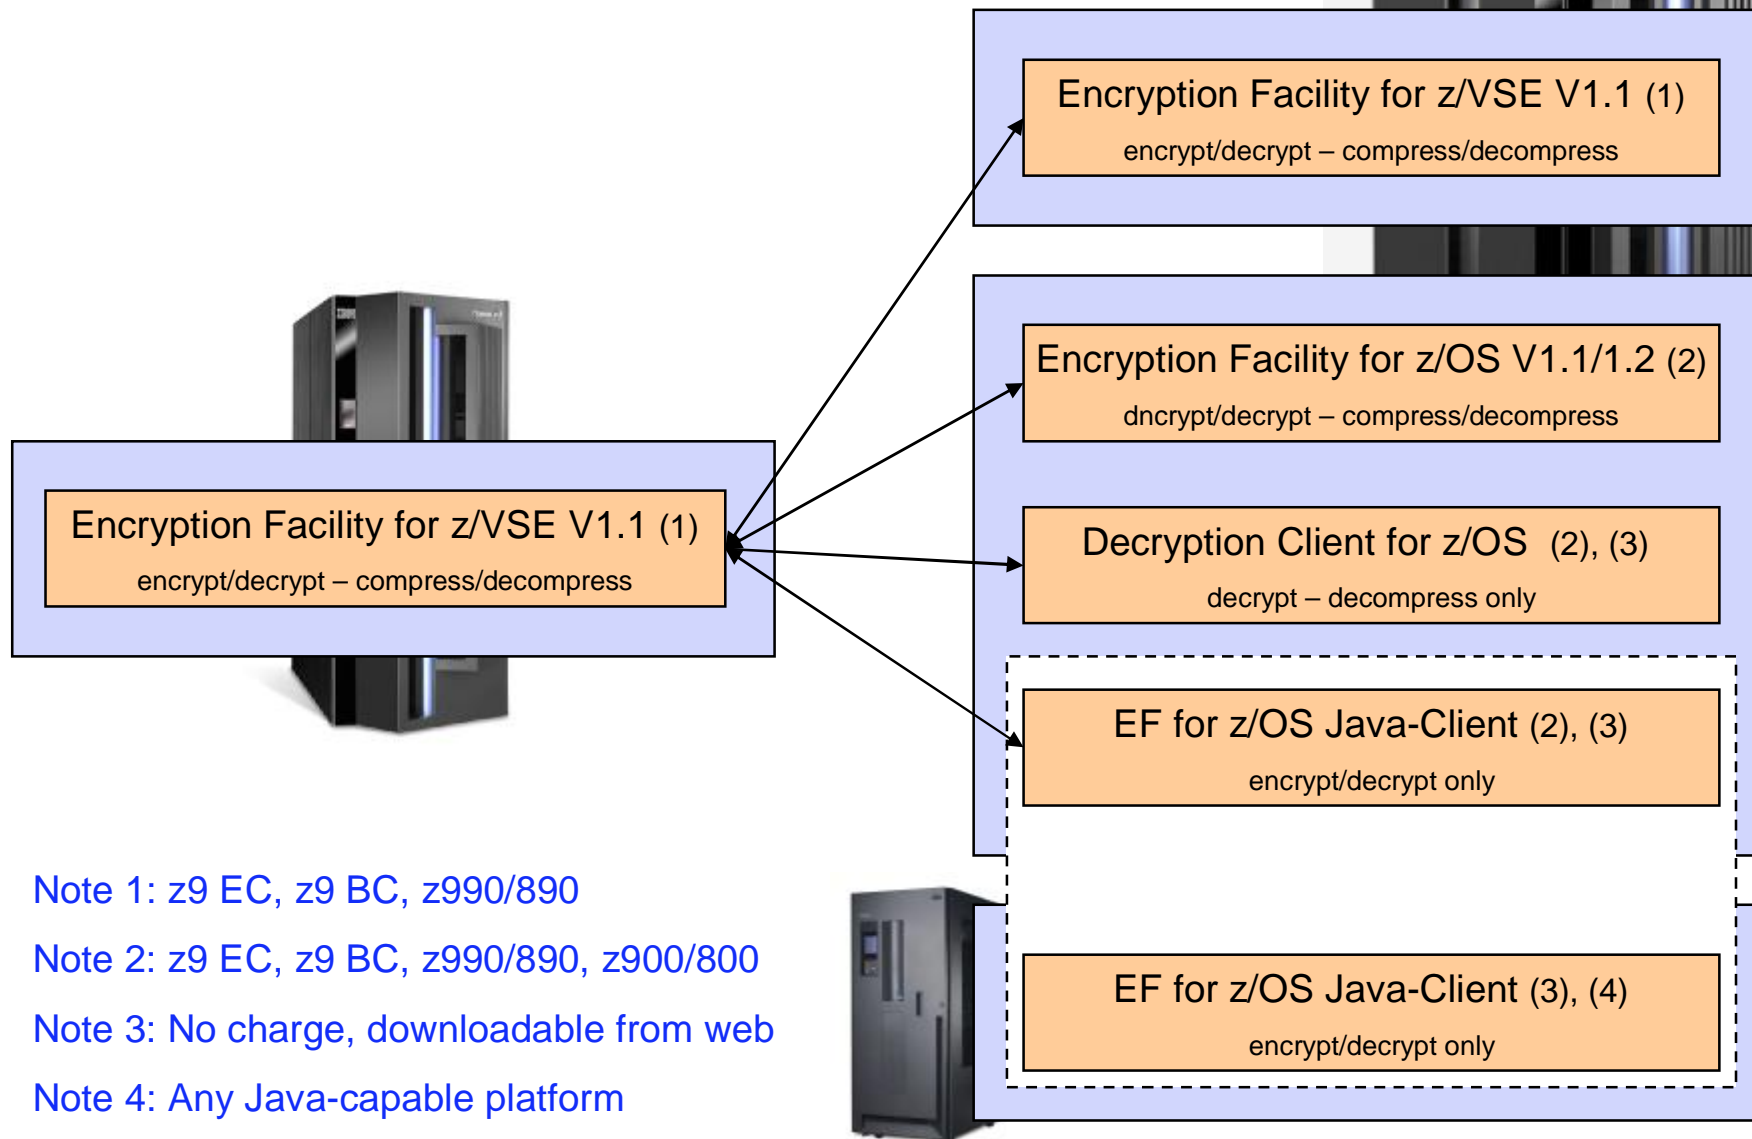 Encryption Facility for z/VSE V1.1 (1)
encrypt/decrypt – compress/decompress
Encryption Facility for z/OS V1.1/1.2 (2)
dncrypt/decrypt – compress/decompress
Encryption Facility for z/VSE V1.1 (1)
encrypt/decrypt – compress/decompress
Decryption Client for z/OS (2), (3)
decrypt – decompress only
EF for z/OS Java-Client (2), (3)
encrypt/decrypt only
Note 1: z9 EC, z9 BC, z990/890
Note 2: z9 EC, z9 BC, z990/890, z900/800
Note 3: No charge, downloadable from web
Note 4: Any Java-capable platform
EF for z/OS Java-Client (3), (4)
encrypt/decrypt only